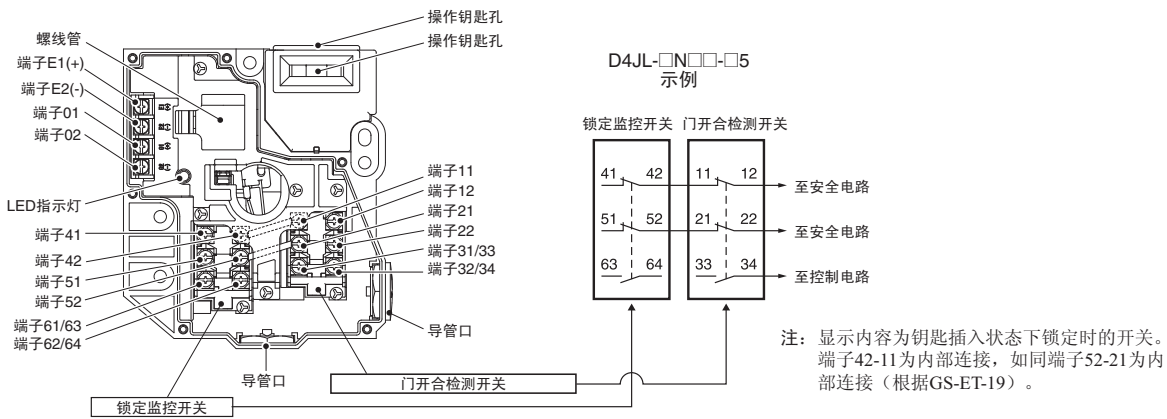 操作钥匙孔
操作钥匙孔
螺线管
端子E1(+)
端子E2(-)
端子01
端子02
LED指示灯
端子41
端子42
端子51
端子52
端子61/63
端子62/64
端子11
端子12
端子21
端子22
端子31/33
端子32/34
导管口
导管口
门开合检测开关
锁定监控开关
D4JL-□N□□-□5
示例
锁定监控开关 门开合检测开关
41 42 11 12 至安全电路
51 52 21 22 至安全电路
63 64 33 34 至控制电路
注: 显示内容为钥匙插入状态下锁定时的开关。
端子42-11为内部连接，如同端子52-21为内
部连接（根据GS-ET-19）。